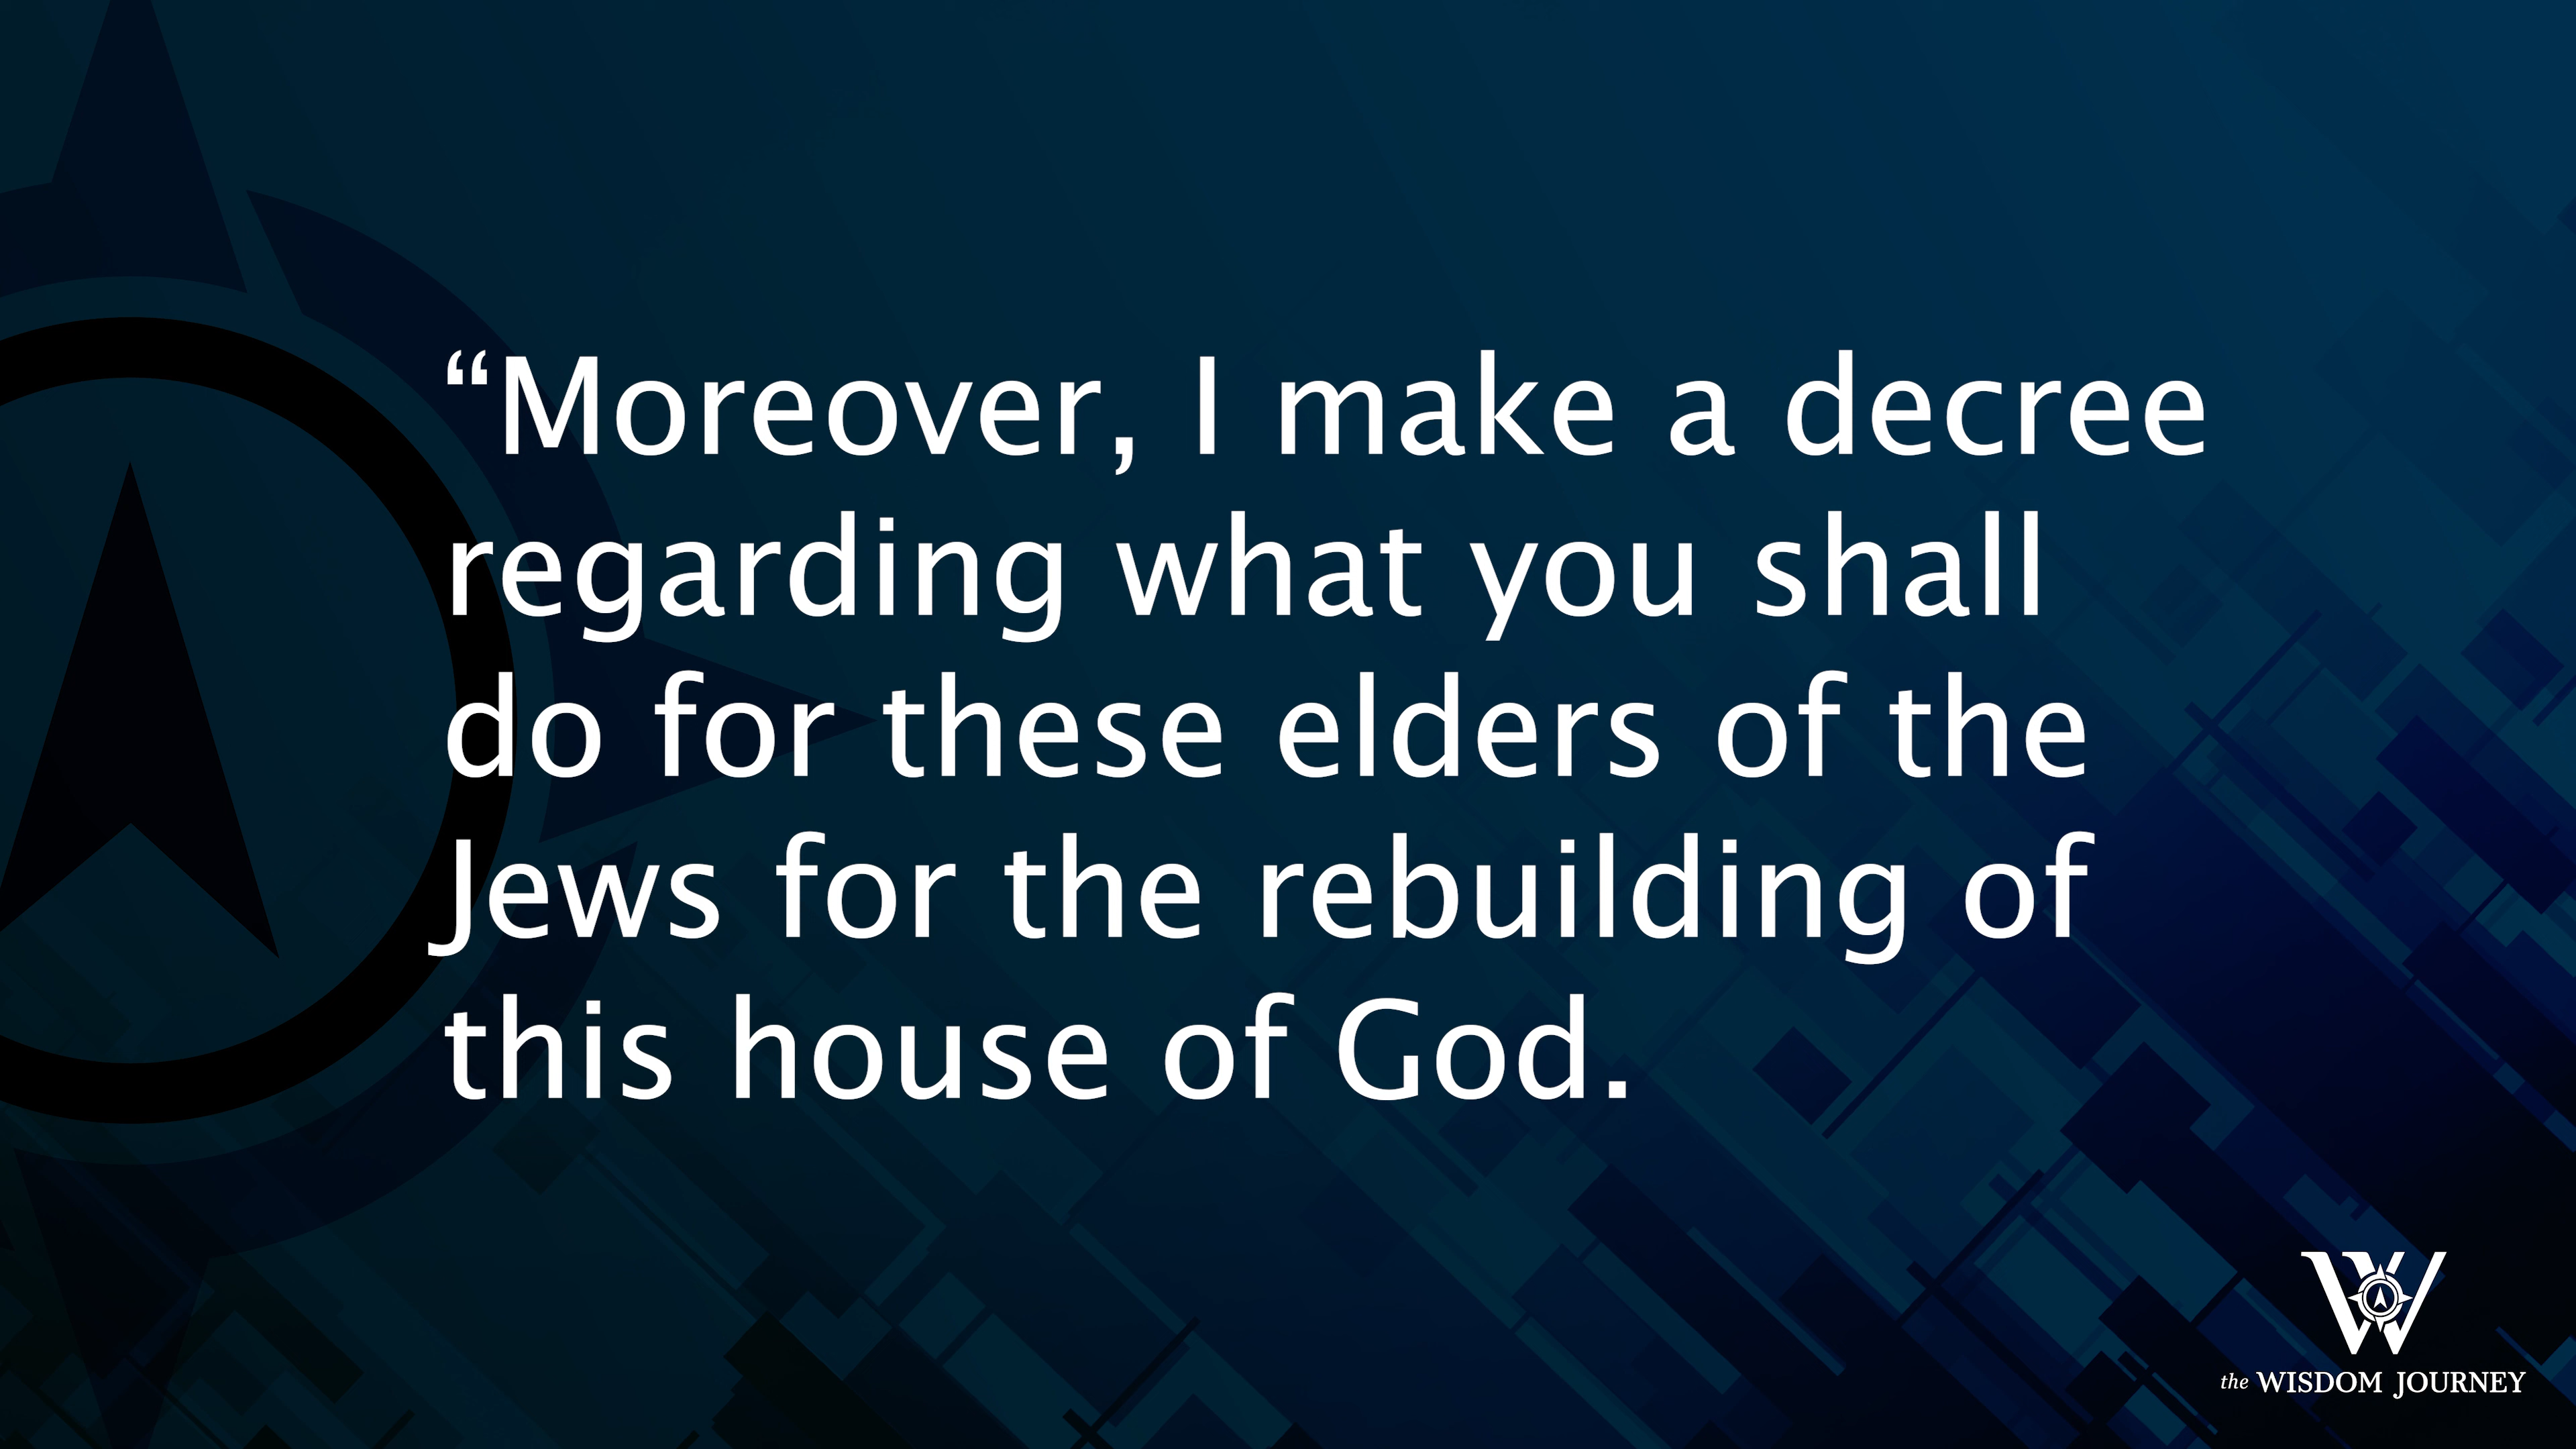 “Moreover, I make a decree
regarding what you shall
do for these elders of the
Jews for the rebuilding of
this house of God.
W
the WISDOM JOURNEY